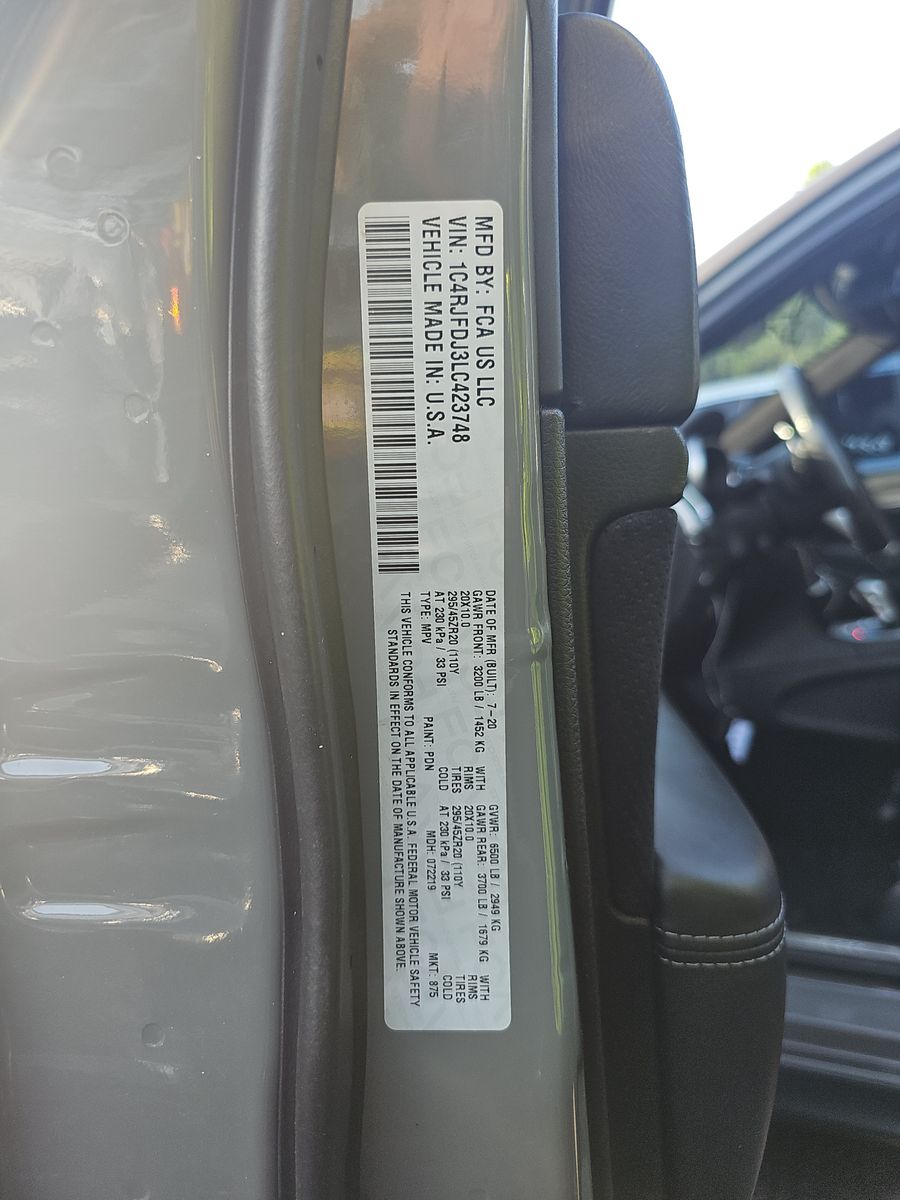 MFD BY: FCA US LLC
VIN: 1C4RJFDJ3LC423748
VEHICLE MADE IN: U.S.A.
DATE OF MFR (BUILT): 7-20 GVWR: 6500 LB / 2949 KG
GAWR FRONT: 3200 LB / 1452 KG WITH GAWR REAR: 3700 LB / 1679 KG WITH
20X10.0 RIMS 20X10.0 RIMS
295/45ZR20 (110Y TIRES 295/45ZR20 (110Y TIRES
AT 230 kPa / 33 PSI COLD AT 230 kPa / 33 PSI COLD
TYPE: MPV PAINT: PDN MDH: 072219 MKT: 875
THIS VEHICLE CONFORMS TO ALL APPLICABLE U.S.A. FEDERAL MOTOR VEHICLE SAFETY
STANDARDS IN EFFECT ON THE DATE OF MANUFACTURE SHOWN ABOVE.